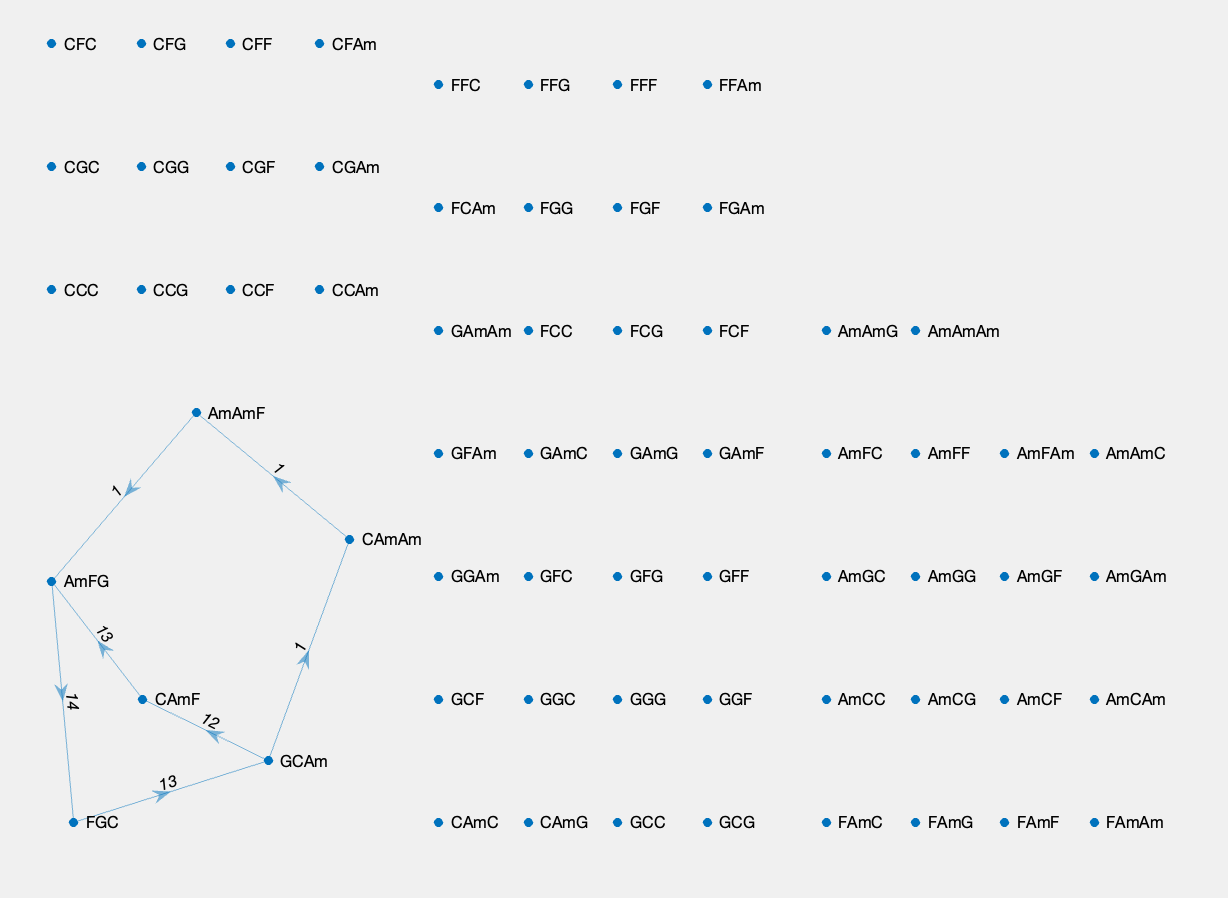 CFC CFG CFF CFAm
FFC FFG FFF FFAm
CGC CGG CGF CGAm
FCAm FGG FGF FGAm
CCC CCG CCF CCAm
GAmAm FCC FCG FCF AmAmG AmAmAm
AmAmF
GFAm GAmC GAmG GAmF AmFC AmFF AmFAm AmAmC
1
1
CAmAm
AmFG GGAm GFC GFG GFF AmGC AmGG AmGF AmGAm
13
1
CAmF GCF GGC GGG GGF AmCC AmCG AmCF AmCAm
14
12
GCAm
13
FGC CAmC CAmG GCC GCG FAmC FAmG FAmF FAmAm